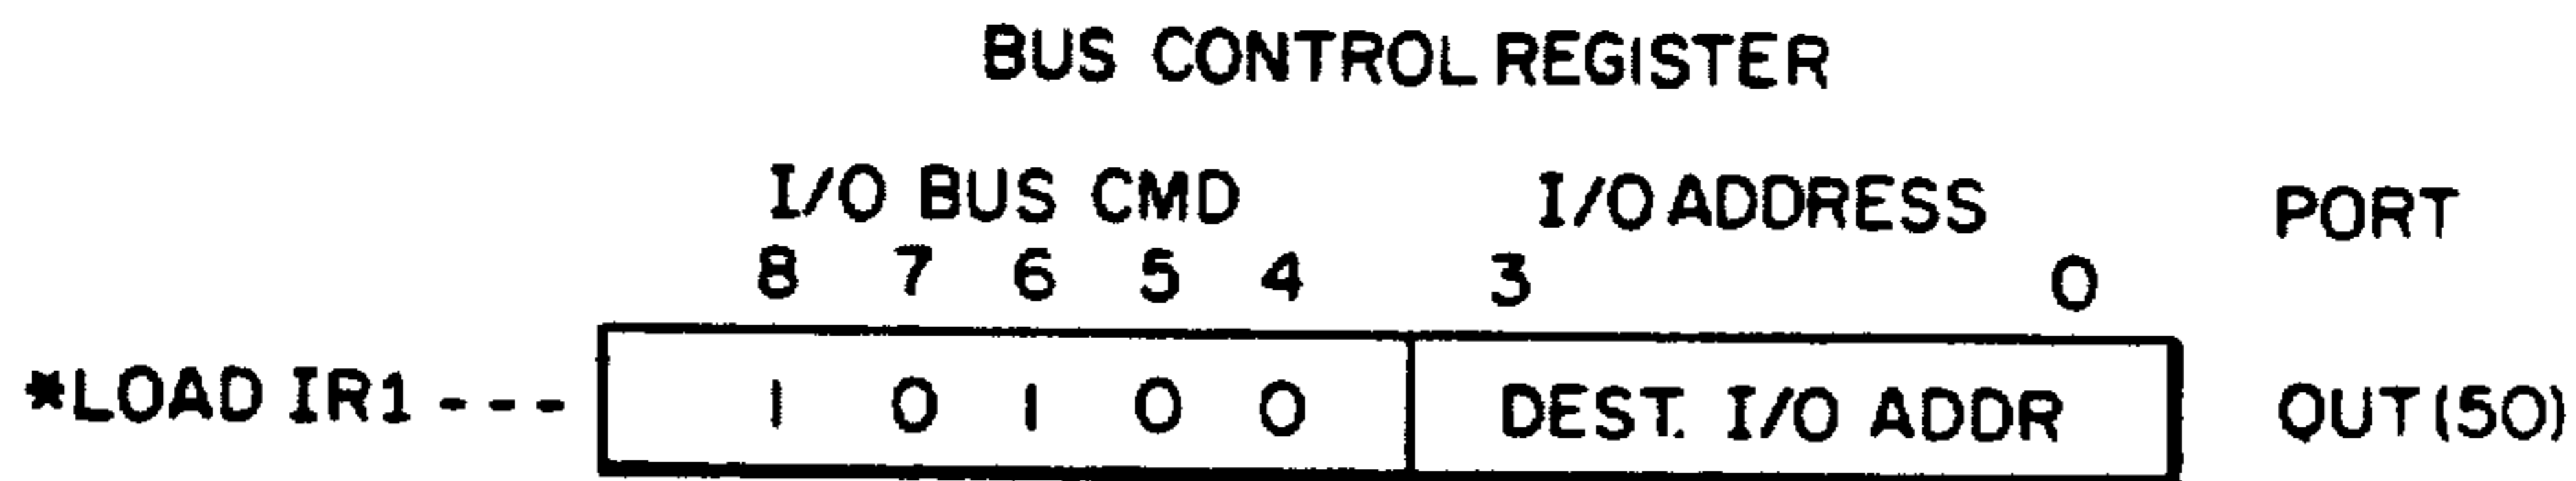 BUS CONTROL REGISTER
I/O BUS CMD I/O ADDRESS PORT
8 7 6 5 4 3 0
*LOAD IR1 --- 1 0 1 0 0 DEST. I/O ADDR OUT(50)